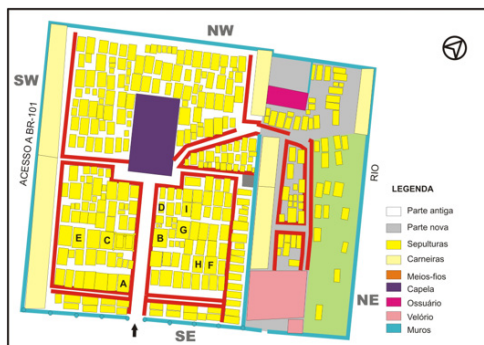 NW
SW
ACESSO A BR-101
RIO
LEGENDA
Parte antiga
Parte nova
Sepulturas
Carneiras
Meios-fios
Capela
Ossuário
Velório
Muros
D I
E C B G
H F
A
NE
SE